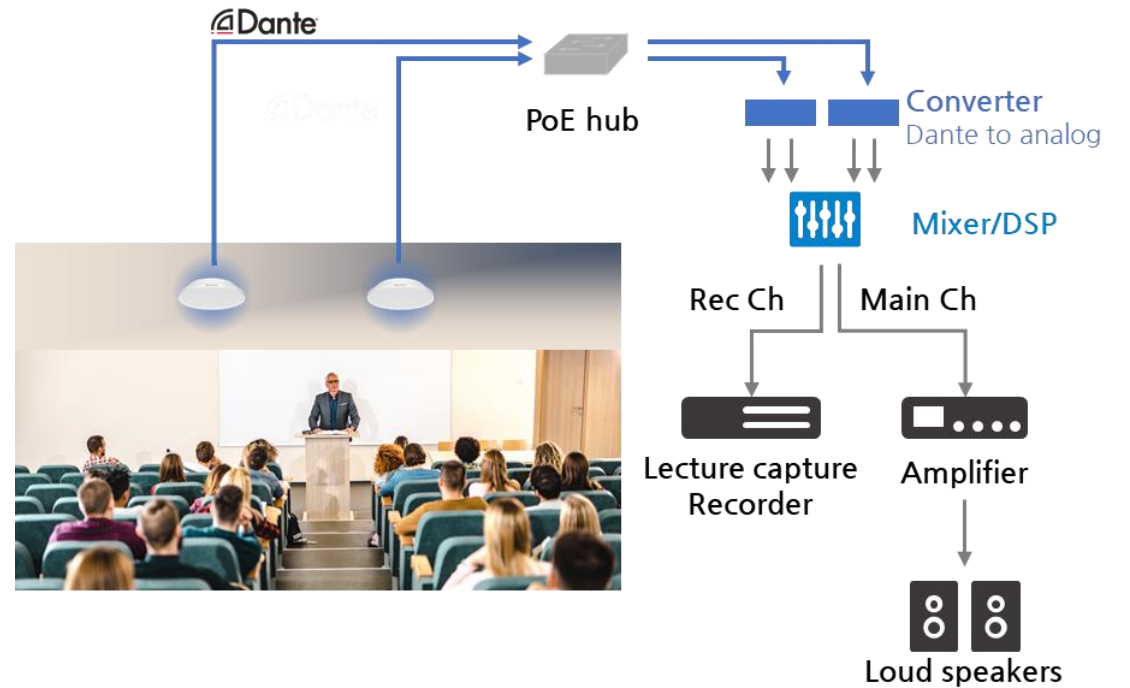 Dante
Dante
PoE hub
Converter
Dante to analog
Mixer/DSP
Rec Ch
Main Ch
Lecture capture
Recorder
Amplifier
Loud speakers